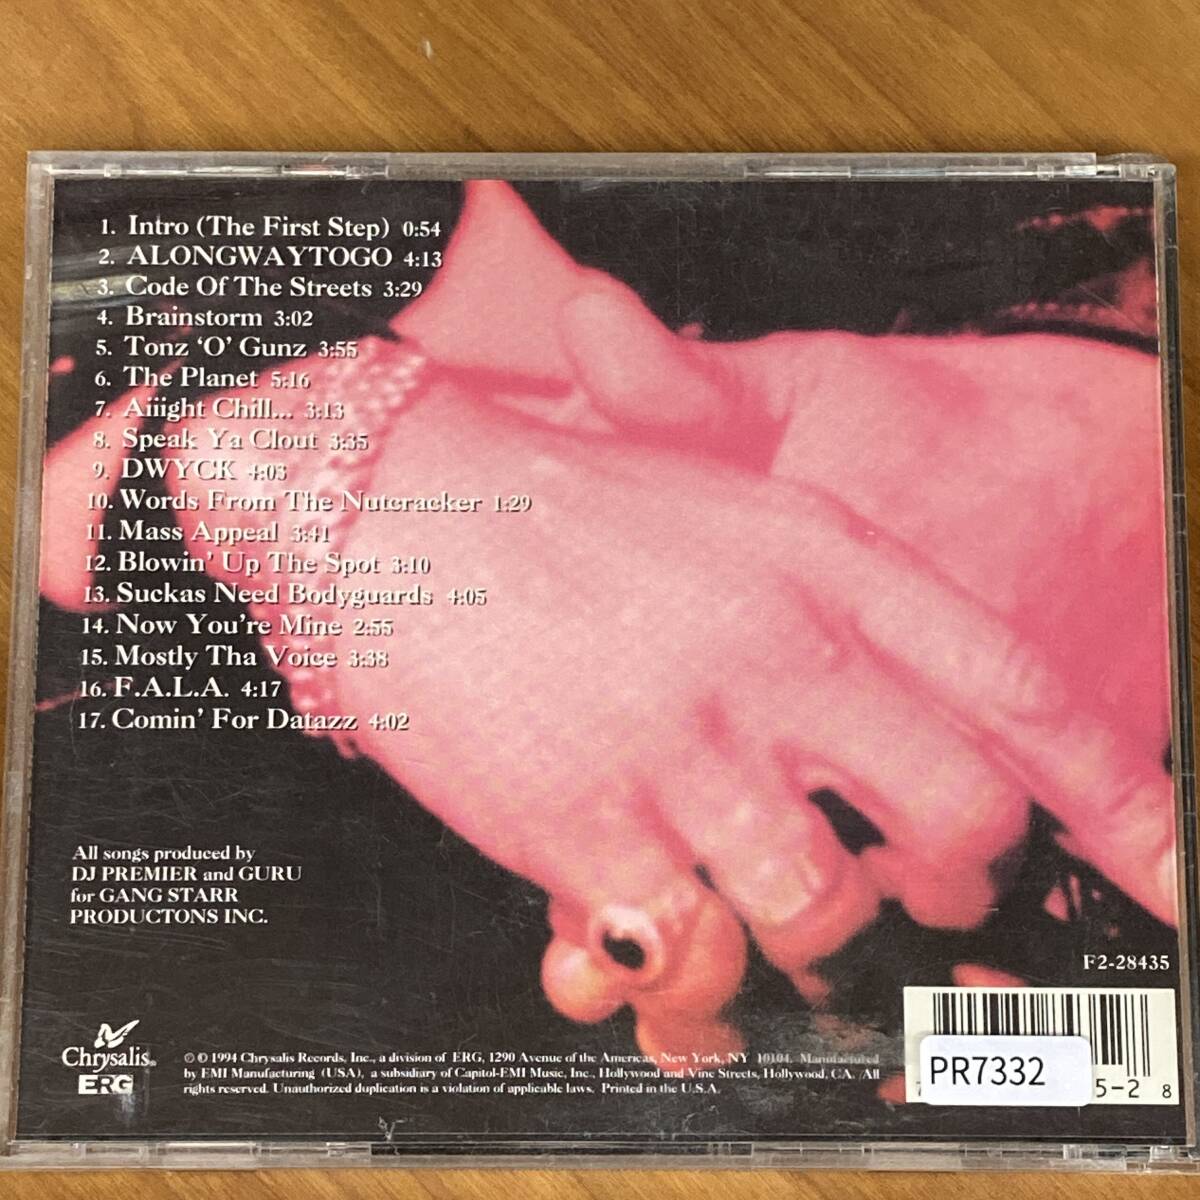 1. Intro (The First Step) 0:54
2. ALONGWAYTOGO 4:13
3. Code Of The Streets 3:29
4. Brainstorm 3:02
5. Tonz ‘O’ Gunz 3:55
6. The Planet 5:16
7. Aiiight Chill... 3:13
8. Speak Ya Clout 3:35
9. DWYCK 4:03
10. Words From The Nutcracker 1:29
11. Mass Appeal 3:41
12. Blowin’ Up The Spot 3:10
13. Suckas Need Bodyguards 4:05
14. Now You’re Mine 2:55
15. Mostly Tha Voice 3:38
16. F.A.L.A. 4:17
17. Comin’ For Datazz 4:02
All songs produced by
DJ PREMIER and GURU
for GANG STARR
PRODUCTONS INC.
F2-28435
Chrysalis®
ERG
℗ © 1994 Chrysalis Records, Inc., a division of ERG, 1290 Avenue of the Americas, New York, NY 10104. Manufactured
by EMI Manufacturing (USA), a subsidiary of Capitol-EMI Music, Inc., Hollywood and Vine Streets, Hollywood, CA. All
rights reserved. Unauthorized duplication is a violation of applicable laws. Printed in the U.S.A.
PR7332
7 5-2 8